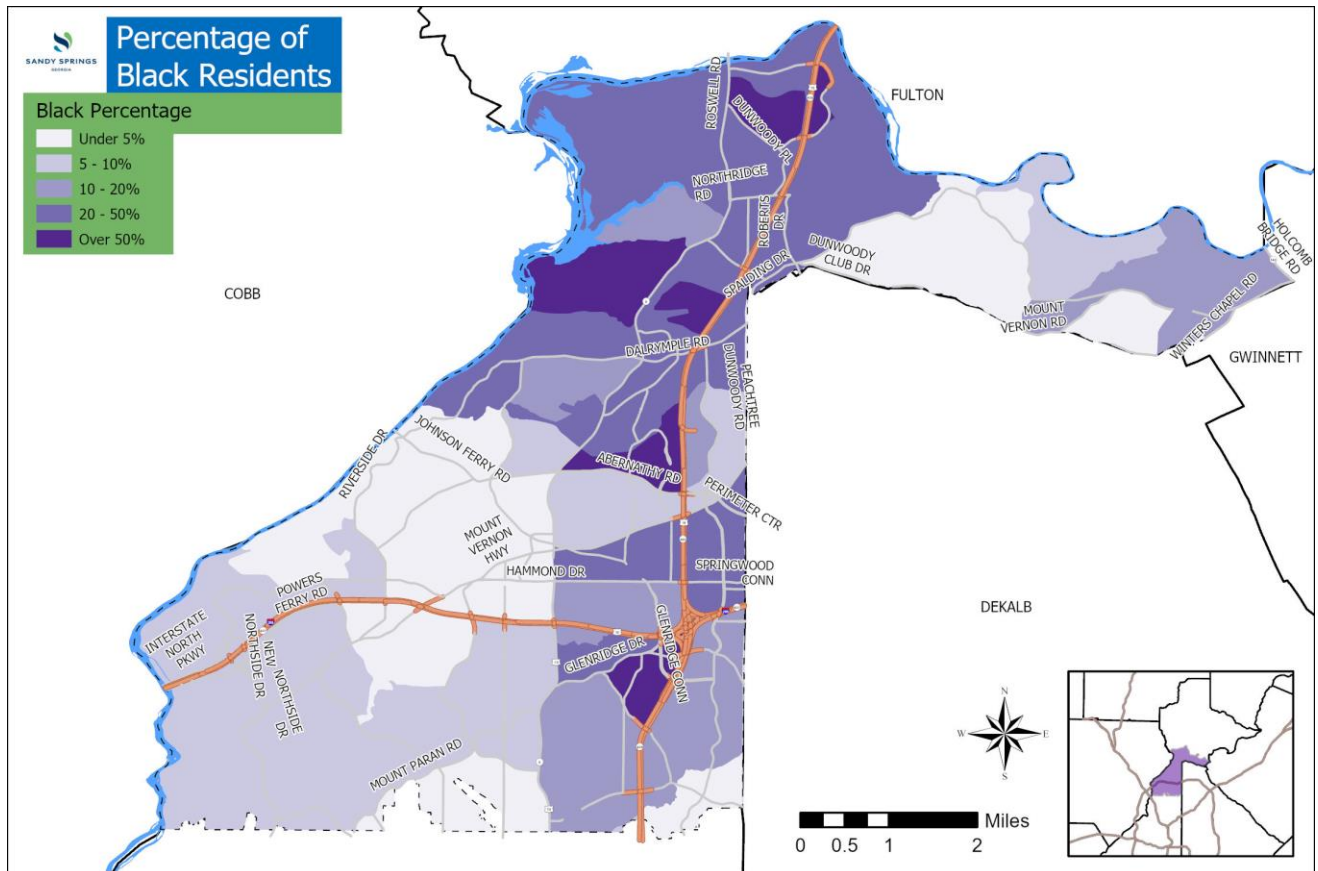 SANDY SPRINGS
GEORGIA
Percentage of
Black Residents
Black Percentage
Under 5%
5 - 10%
10 - 20%
20 - 50%
Over 50%
FULTON
COBB
GWINNETT
DEKALB
ROSWELL RD
DUNWOODY PL
NORTHRIDGE
RD
ROBERTS
DR
SPALDING DR
DUNWOODY
CLUB DR
HOLCOMB
BRIDGE RD
MOUNT
VERNON RD
WINTERS CHAPEL RD
DALRYMPLE RD
PEACHTREE
DUNWOODY RD
RIVERSIDE DR
JOHNSON FERRY RD
ABERNATHY RD
PERIMETER CTR
MOUNT
VERNON
HWY
HAMMOND DR
SPRINGWOOD
CONN
POWERS
FERRY RD
INTERSTATE
NORTH
PKWY
NORTHSIDE DR
NEW NORTHSIDE
DR
GLENRIDGE DR
GLENRIDGE CONN
MOUNT PARAN RD
N
W
E
S
Miles
0 0.5 1 2